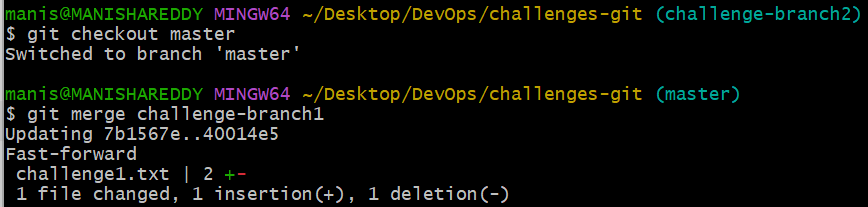 manis@MANISHAREDDY MINGW64 ~/Desktop/DevOps/challenges-git (challenge-branch2)
$ git checkout master
Switched to branch 'master'
manis@MANISHAREDDY MINGW64 ~/Desktop/DevOps/challenges-git (master)
$ git merge challenge-branch1
Updating 7b1567e..40014e5
Fast-forward
 challenge1.txt | 2 +-
 1 file changed, 1 insertion(+), 1 deletion(-)